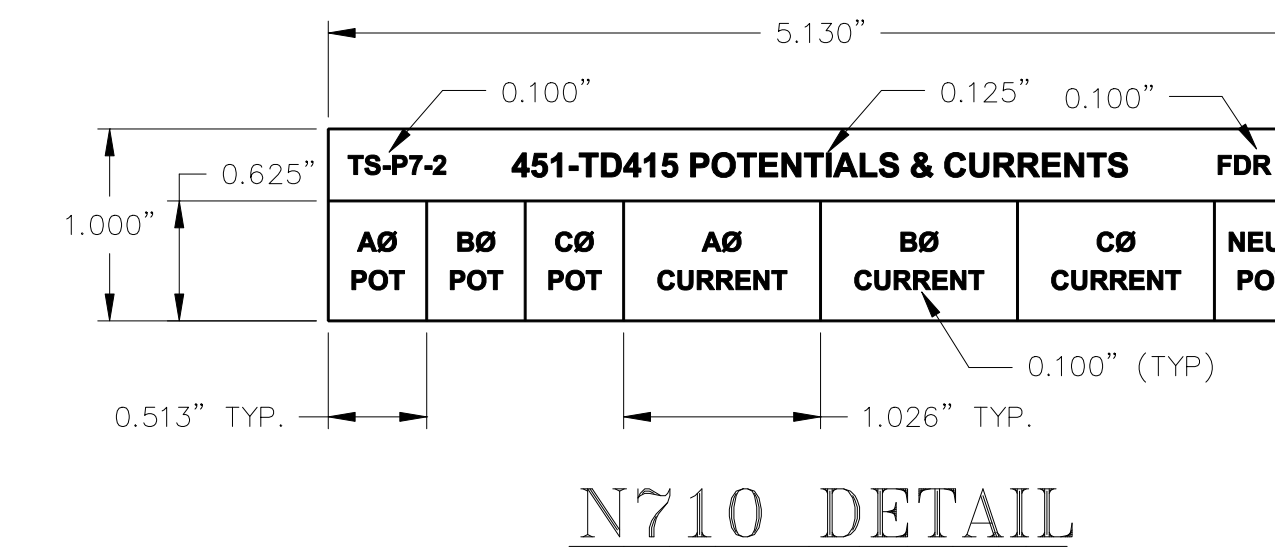 5.130”
0.100”
0.125”
0.100”
TS-P7-2 451-TD415 POTENTIALS & CURRENTS FDR
0.625”
1.000”
AØ POT
BØ POT
CØ POT
AØ CURRENT
BØ CURRENT
CØ CURRENT
0.100” (TYP)
0.513” TYP.
1.026” TYP.
N710 DETAIL